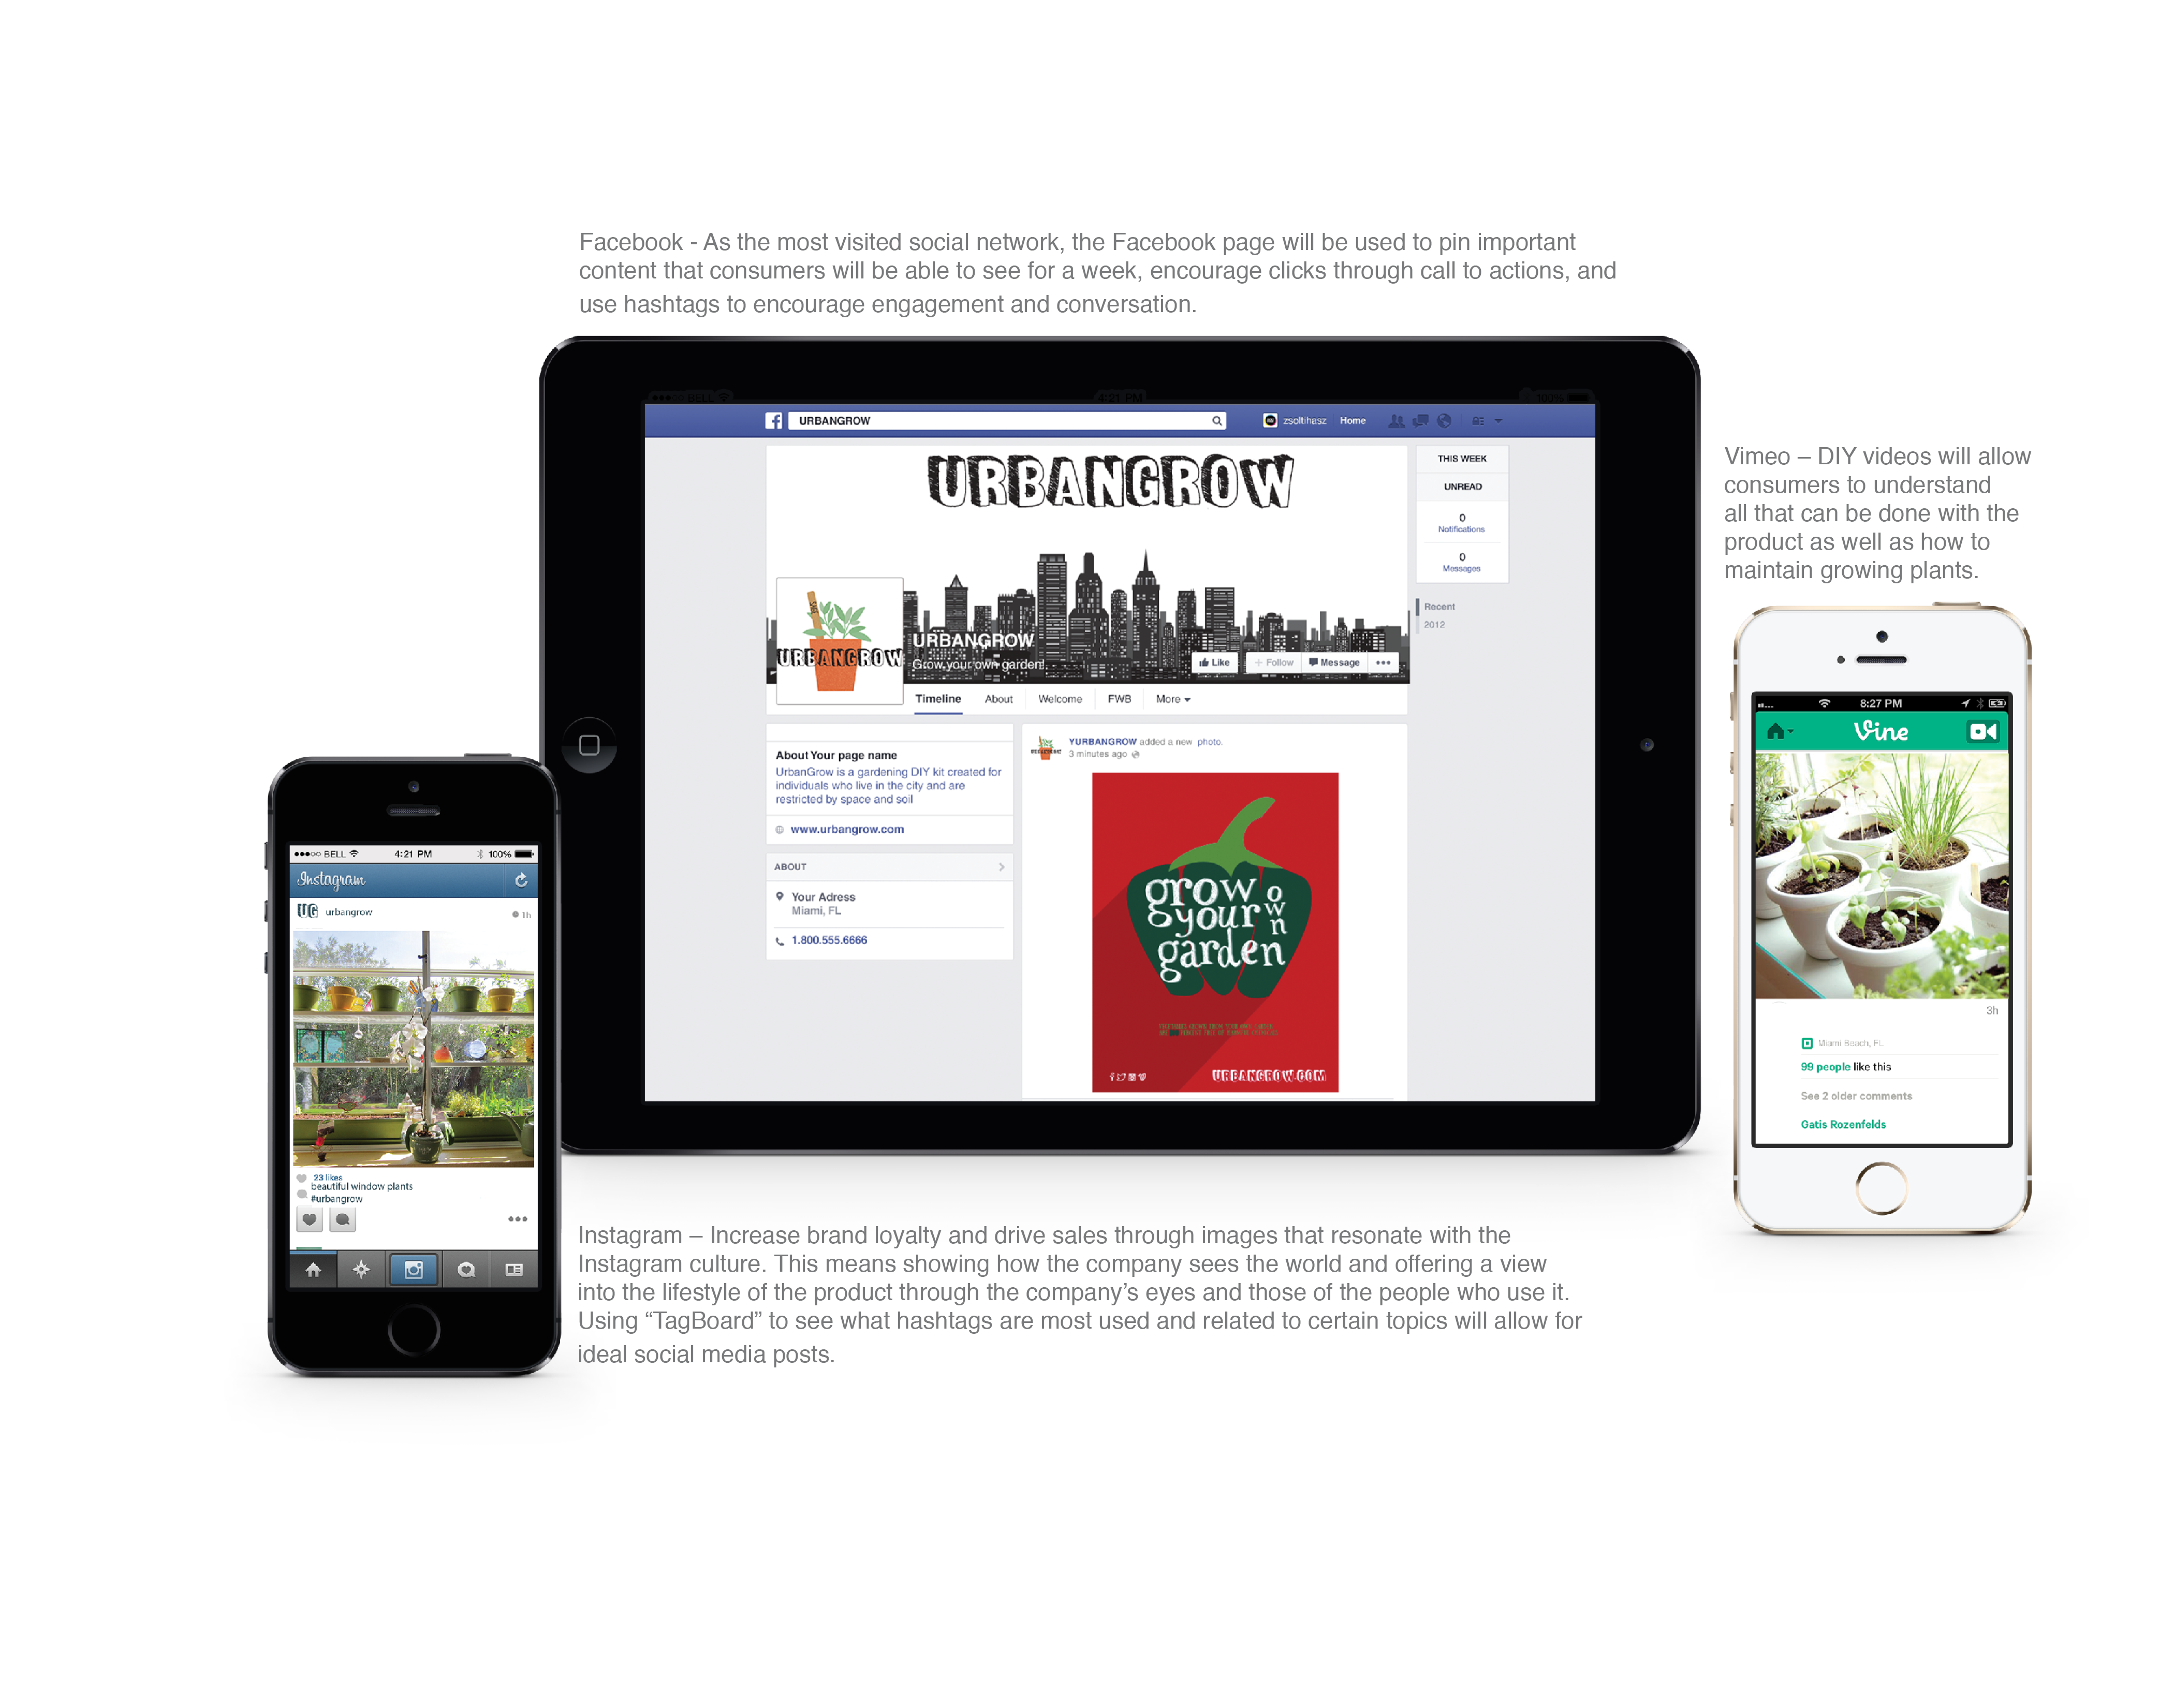 Facebook - As the most visited social network, the Facebook page will be used to pin important
content that consumers will be able to see for a week, encourage clicks through call to actions, and
use hashtags to encourage engagement and conversation.
BELL 4:21 PM 100%
URBANGROW
zsoltihasz Home
URBANGROW
URBANGROW
URBANGROW
Grow your own garden!
Like Follow Message
Timeline About Welcome FWB More
THIS WEEK
UNREAD
0
Notifications
0
Messages
Recent
2012
About Your page name
UrbanGrow is a gardening DIY kit created for
individuals who live in the city and are
restricted by space and soil
www.urbangrow.com
ABOUT
Your Adress
Miami, FL
1.800.555.6666
YURBANGROW added a new photo.
3 minutes ago
grow
your
own
garden
URBANGROW.COM
Vimeo – DIY videos will allow
consumers to understand
all that can be done with the
product as well as how to
maintain growing plants.
8:27 PM
Vine
3h
Miami Beach, FL
99 people like this
See 2 older comments
Gatis Rozenfelds
BELL 4:21 PM 100%
Instagram
UG urbangrow 1h
23 likes
beautiful window plants
#urbangrow
Instagram – Increase brand loyalty and drive sales through images that resonate with the
Instagram culture. This means showing how the company sees the world and offering a view
into the lifestyle of the product through the company’s eyes and those of the people who use it.
Using “TagBoard” to see what hashtags are most used and related to certain topics will allow for
ideal social media posts.